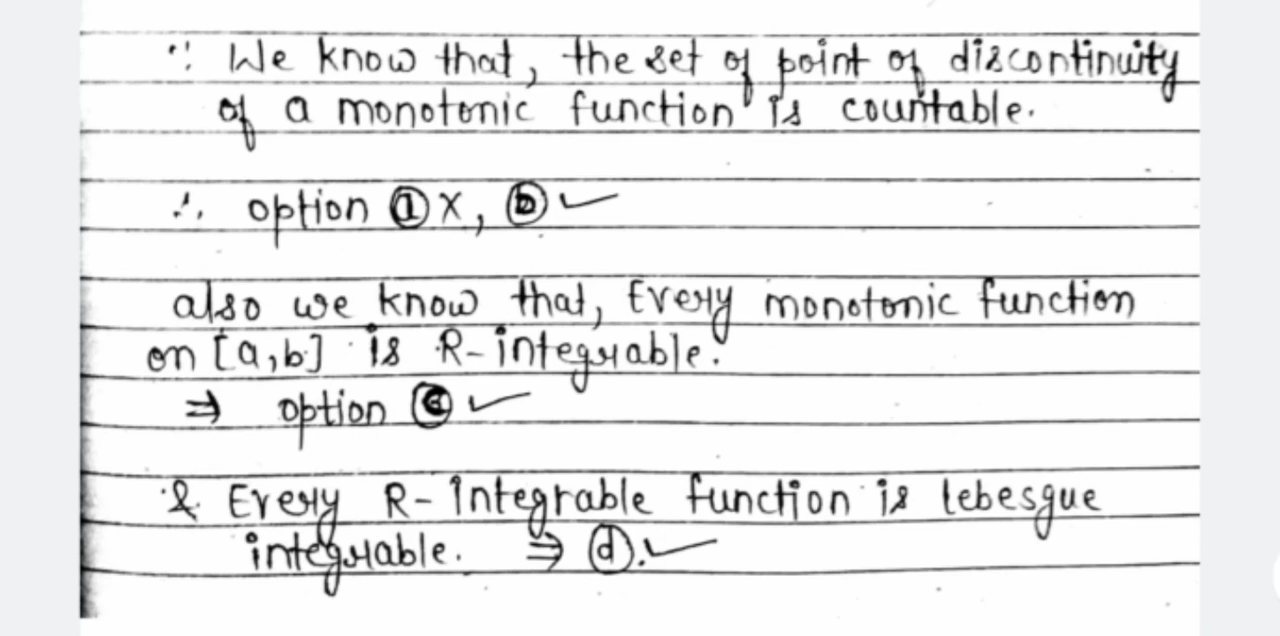 ∵ We know that, the set of point of discontinuity
of a monotonic function is countable.
∴ option ⓐ x, ⓑ ✓
also we know that, Every monotonic function
on [a,b] is R-integrable.
⇒ option ⓒ ✓
& Every R-integrable function is lebesgue
integrable. ⇒ ⓓ. ✓